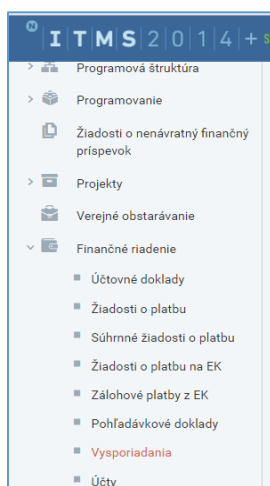 N ITMS2014+ S
Programová štruktúra
Programovanie
Žiadosti o nenávratný finančný
príspevok
Projekty
Verejné obstarávanie
Finančné riadenie
Účtovné doklady
Žiadosti o platbu
Súhrnné žiadosti o platbu
Žiadosti o platbu na EK
Zálohové platby z EK
Pohľadávkové doklady
Vysporiadania
Účty